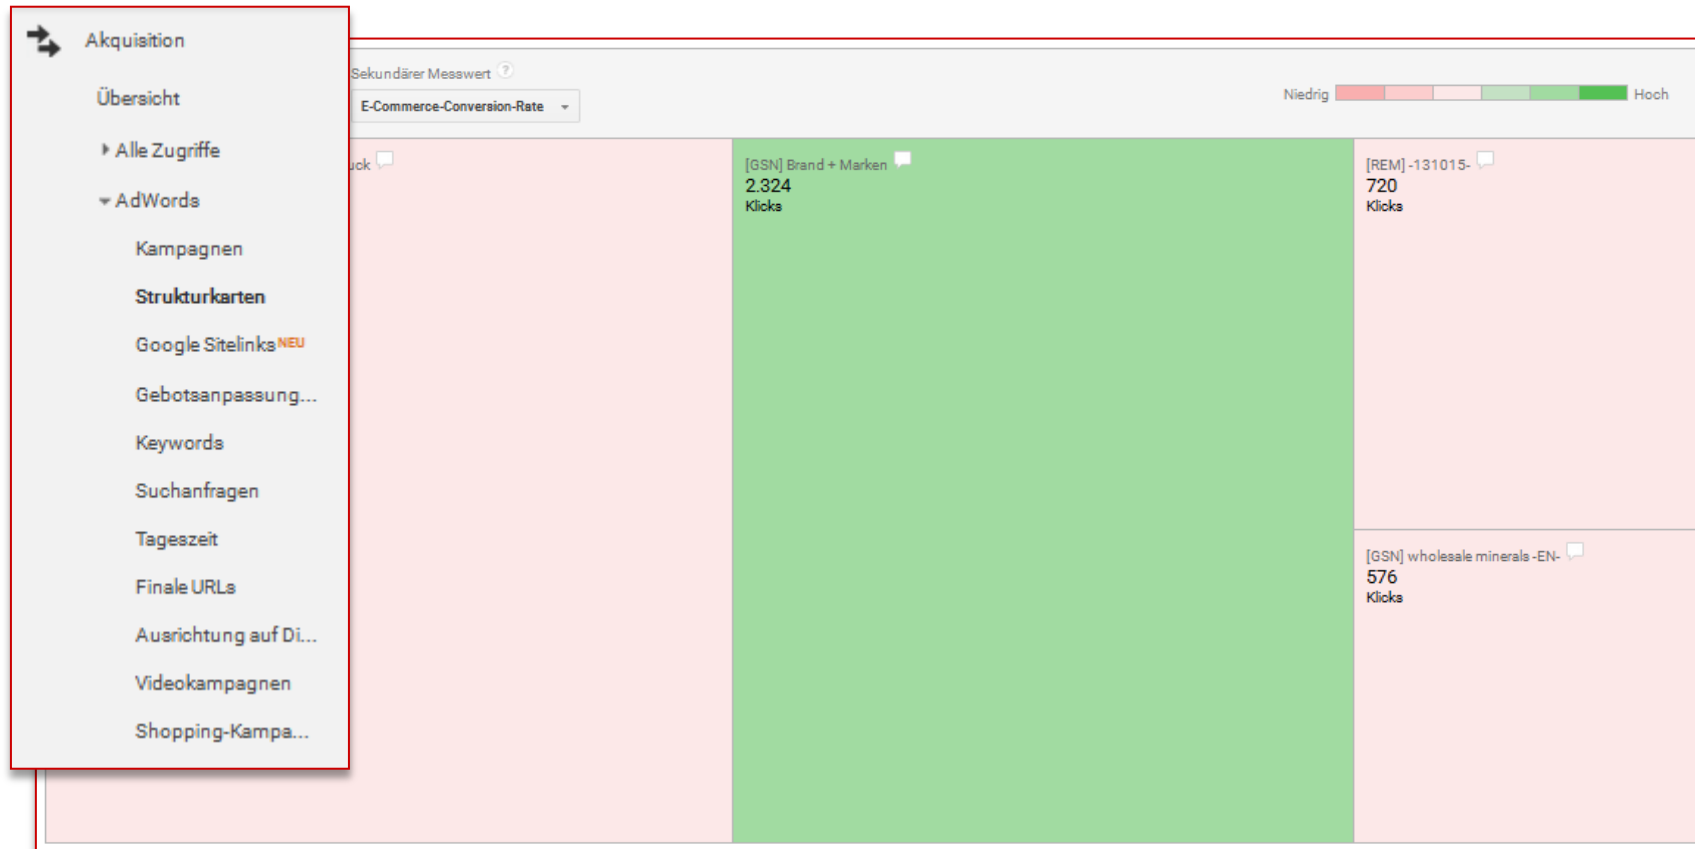 Akquisition
Übersicht
Alle Zugriffe
AdWords
Kampagnen
Strukturkarten
Google Sitelinks NEU
Gebotsanpassung...
Keywords
Suchanfragen
Tageszeit
Finale URLs
Ausrichtung auf Di...
Videokampagnen
Shopping-Kampa...
Sekundärer Messwert ?
E-Commerce-Conversion-Rate
Niedrig
Hoch
uck
[GSN] Brand + Marken
2.324
Klicks
[REM] -131015-
720
Klicks
[GSN] wholesale minerals -EN-
576
Klicks